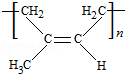 CH₂ H₂C
n
C=C
H₃C H